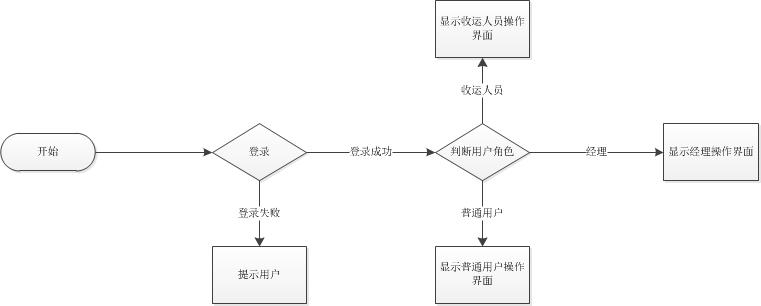 显示收运人员操作
界面
收运人员
开始
登录
登录成功
判断用户角色
经理
显示经理操作界面
登录失败
普通用户
提示用户
显示普通用户操作
界面